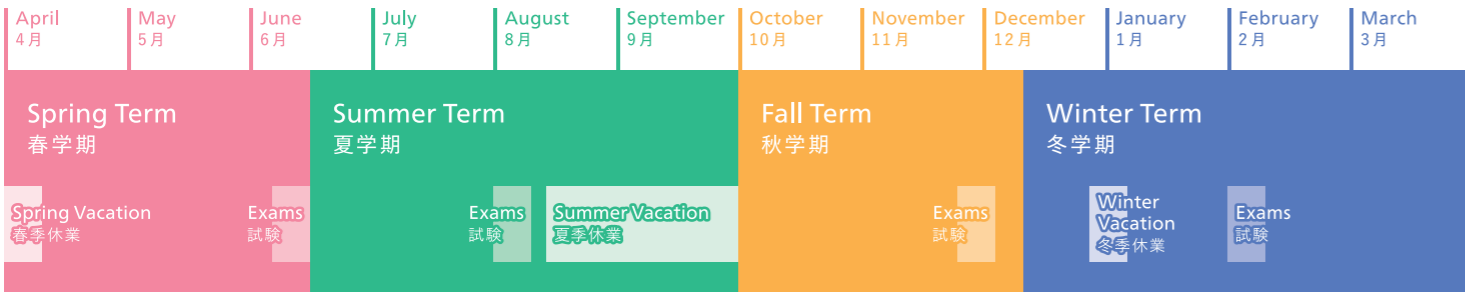 April
4月
May
5月
June
6月
July
7月
August
8月
September
9月
October
10月
November
11月
December
12月
January
1月
February
2月
March
3月
Spring Term
春学期
Summer Term
夏学期
Fall Term
秋学期
Winter Term
冬学期
Spring Vacation
春季休業
Exams
試験
Exams
試験
Summer Vacation
夏季休業
Exams
試験
Winter
Vacation
冬季休業
Exams
試験